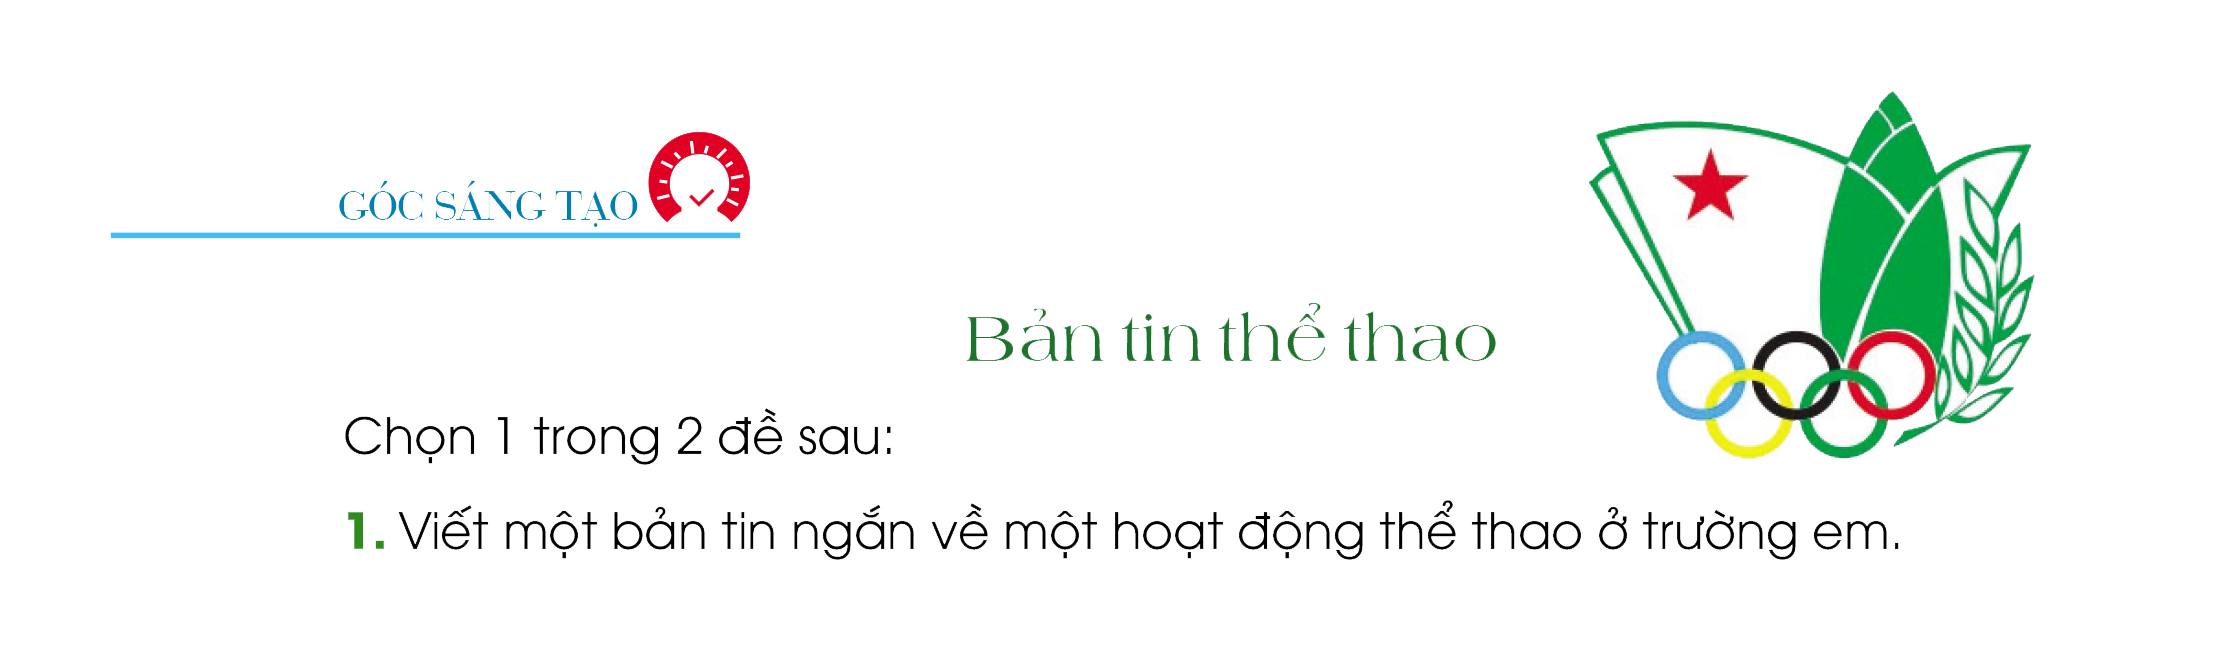 GÓC SÁNG TẠO
Bản tin thể thao
Chọn 1 trong 2 đề sau:
1. Viết một bản tin ngắn về một hoạt động thể thao ở trường em.